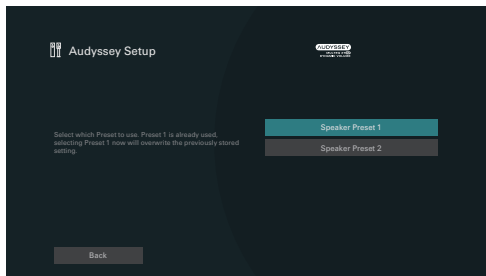 Audyssey Setup
AUDYSSEY
Speaker Preset 1
Select which Preset to use. Preset 1 is already used,
selecting Preset 1 now will overwrite the previously stored
setting.
Speaker Preset 2
Back